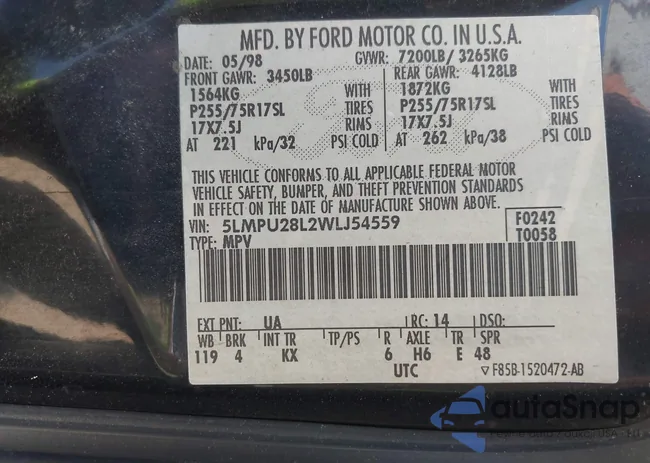 MFD. BY FORD MOTOR CO. IN U.S.A.
DATE: 05/98 GVWR: 7200LB/ 3265KG
FRONT GAWR: 3450LB REAR GAWR: 4128LB
1564KG WITH 1872KG WITH
P255/75R17SL TIRES P255/75R17SL TIRES
17X7.5J RIMS 17X7.5J RIMS
AT 221 kPa/32 PSI COLD AT 262 kPa/38 PSI COLD
THIS VEHICLE CONFORMS TO ALL APPLICABLE FEDERAL MOTOR
VEHICLE SAFETY, BUMPER, AND THEFT PREVENTION STANDARDS
IN EFFECT ON THE DATE OF MANUFACTURE SHOWN ABOVE.
VIN: 5LMPU28L2WLJ54559 F0242
TYPE: MPV T0058
EXT PNT: UA RC: 14 DSO:
WB BRK INT TR TP/PS R AXLE TR SPR
119 4 KX 6 H6 E 48
UTC ▽F85B-1520472-AB
autoSnap